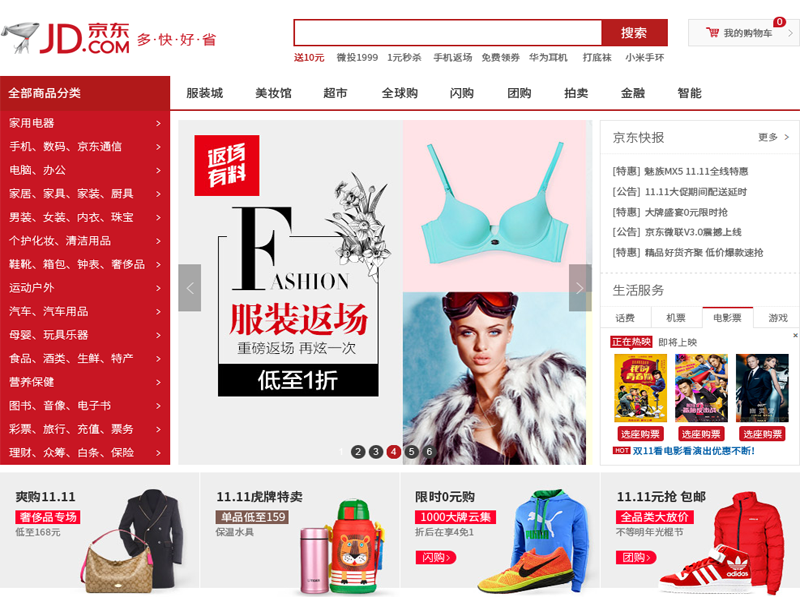 JD.COM 京东
多·快·好·省
搜索
0
我的购物车 >
送10元 微投1999 1元秒杀 手机返场 免费领券 华为耳机 打底袜 小米手环
全部商品分类
服装城 美妆馆 超市 全球购 闪购 团购 拍卖 金融 智能
家用电器 >
手机、数码、京东通信 >
电脑、办公 >
家居、家具、家装、厨具 >
男装、女装、内衣、珠宝 >
个护化妆、清洁用品 >
鞋靴、箱包、钟表、奢侈品 >
运动户外 >
汽车、汽车用品 >
母婴、玩具乐器 >
食品、酒类、生鲜、特产 >
营养保健 >
图书、音像、电子书 >
彩票、旅行、充值、票务 >
理财、众筹、白条、保险 >
返场
有料
FASHION
服装返场
重磅返场 再炫一次
低至1折
< >
1 2 3 4 5 6
京东快报 更多 >
[特惠] 魅族MX5 11.11全线特惠
[公告] 11.11大促期间配送延时
[特惠] 大牌盛宴0元限时抢
[公告] 京东微联V3.0震撼上线
[特惠] 精品好货齐聚 低价爆款速抢
生活服务
话费 机票 电影票 游戏
正在热映 即将上映
选座购票 选座购票 选座购票
HOT 双11看电影看演出优惠不断!
爽购11.11
奢侈品专场
低至168元
11.11虎牌特卖
单品低至159
保温水具
限时0元购
1000大牌云集
折后在享4免1
闪购>
11.11元抢 包邮
全品类大放价
不等明年光棍节
团购>
PUMA
adidas